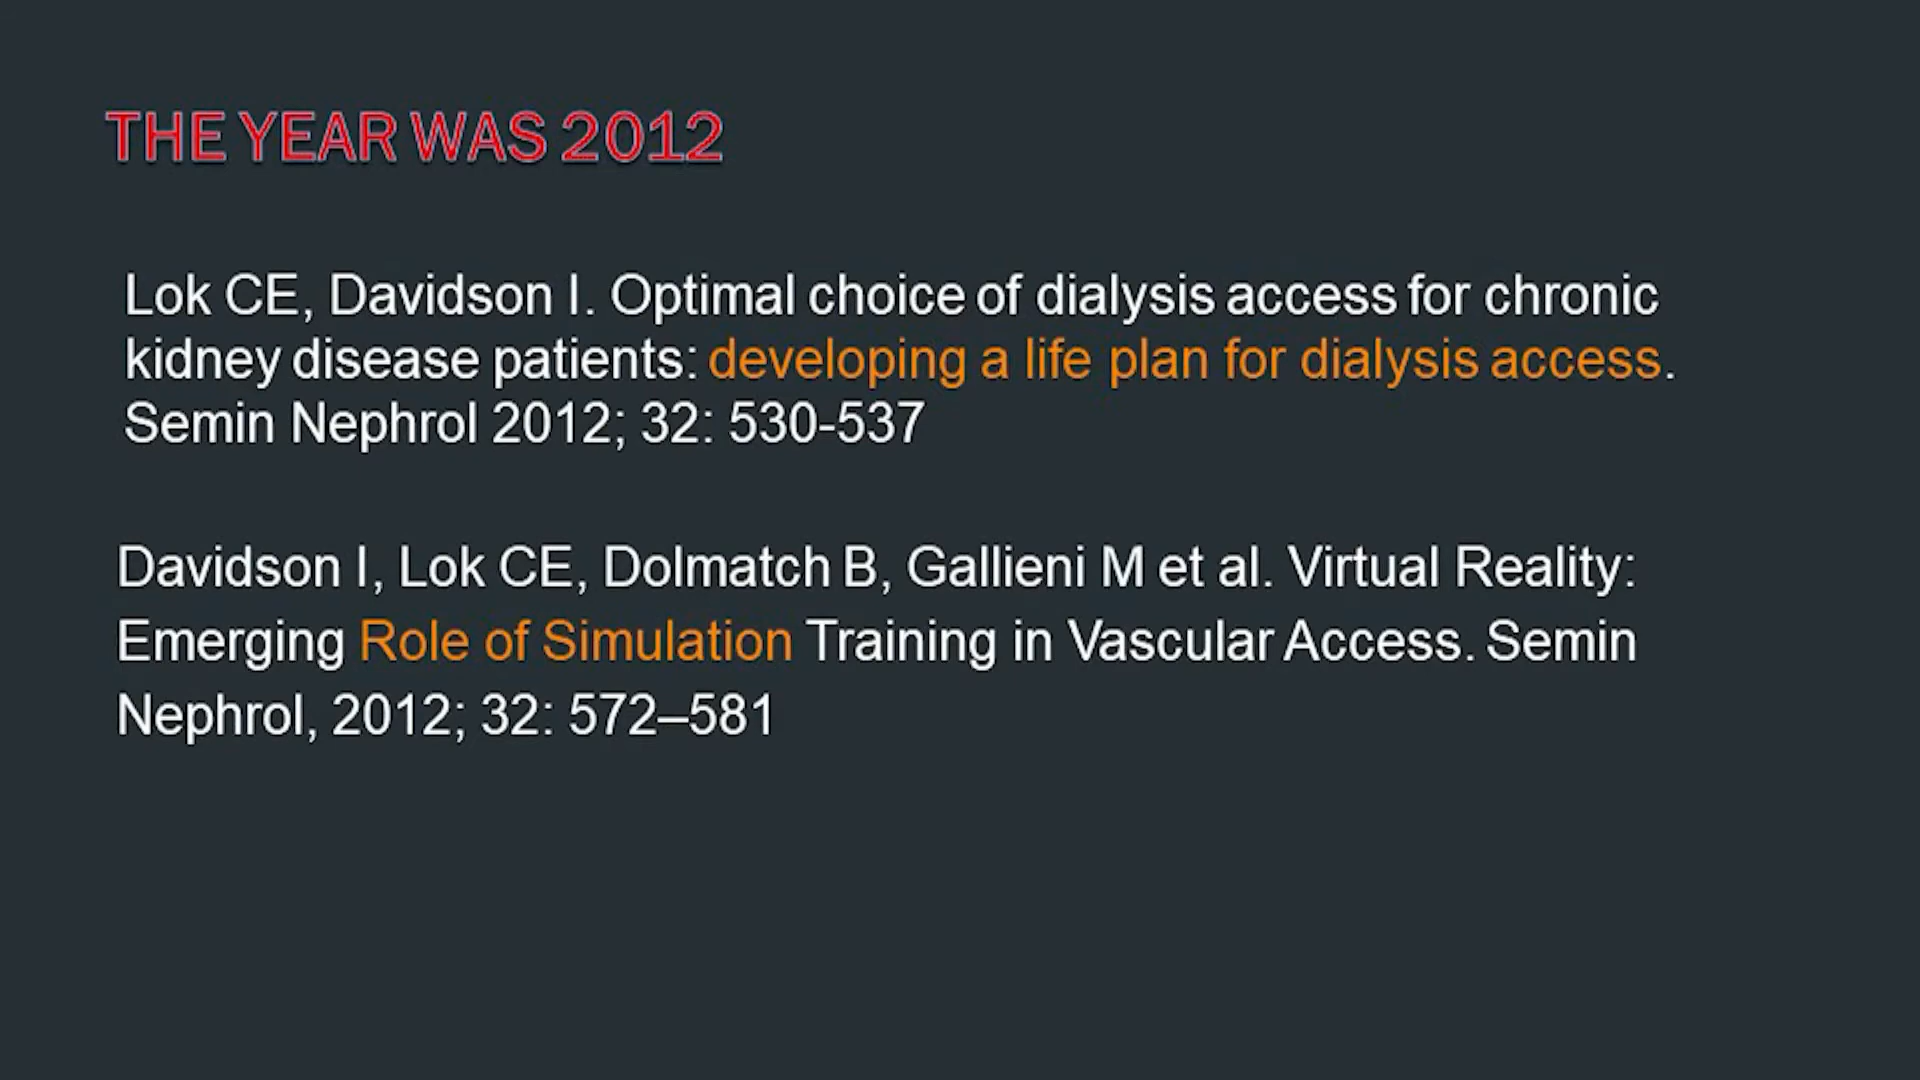 THE YEAR WAS 2012
Lok CE, Davidson I. Optimal choice of dialysis access for chronic
kidney disease patients: developing a life plan for dialysis access.
Semin Nephrol 2012; 32: 530-537
Davidson I, Lok CE, Dolmatch B, Gallieni M et al. Virtual Reality:
Emerging Role of Simulation Training in Vascular Access. Semin
Nephrol, 2012; 32: 572–581